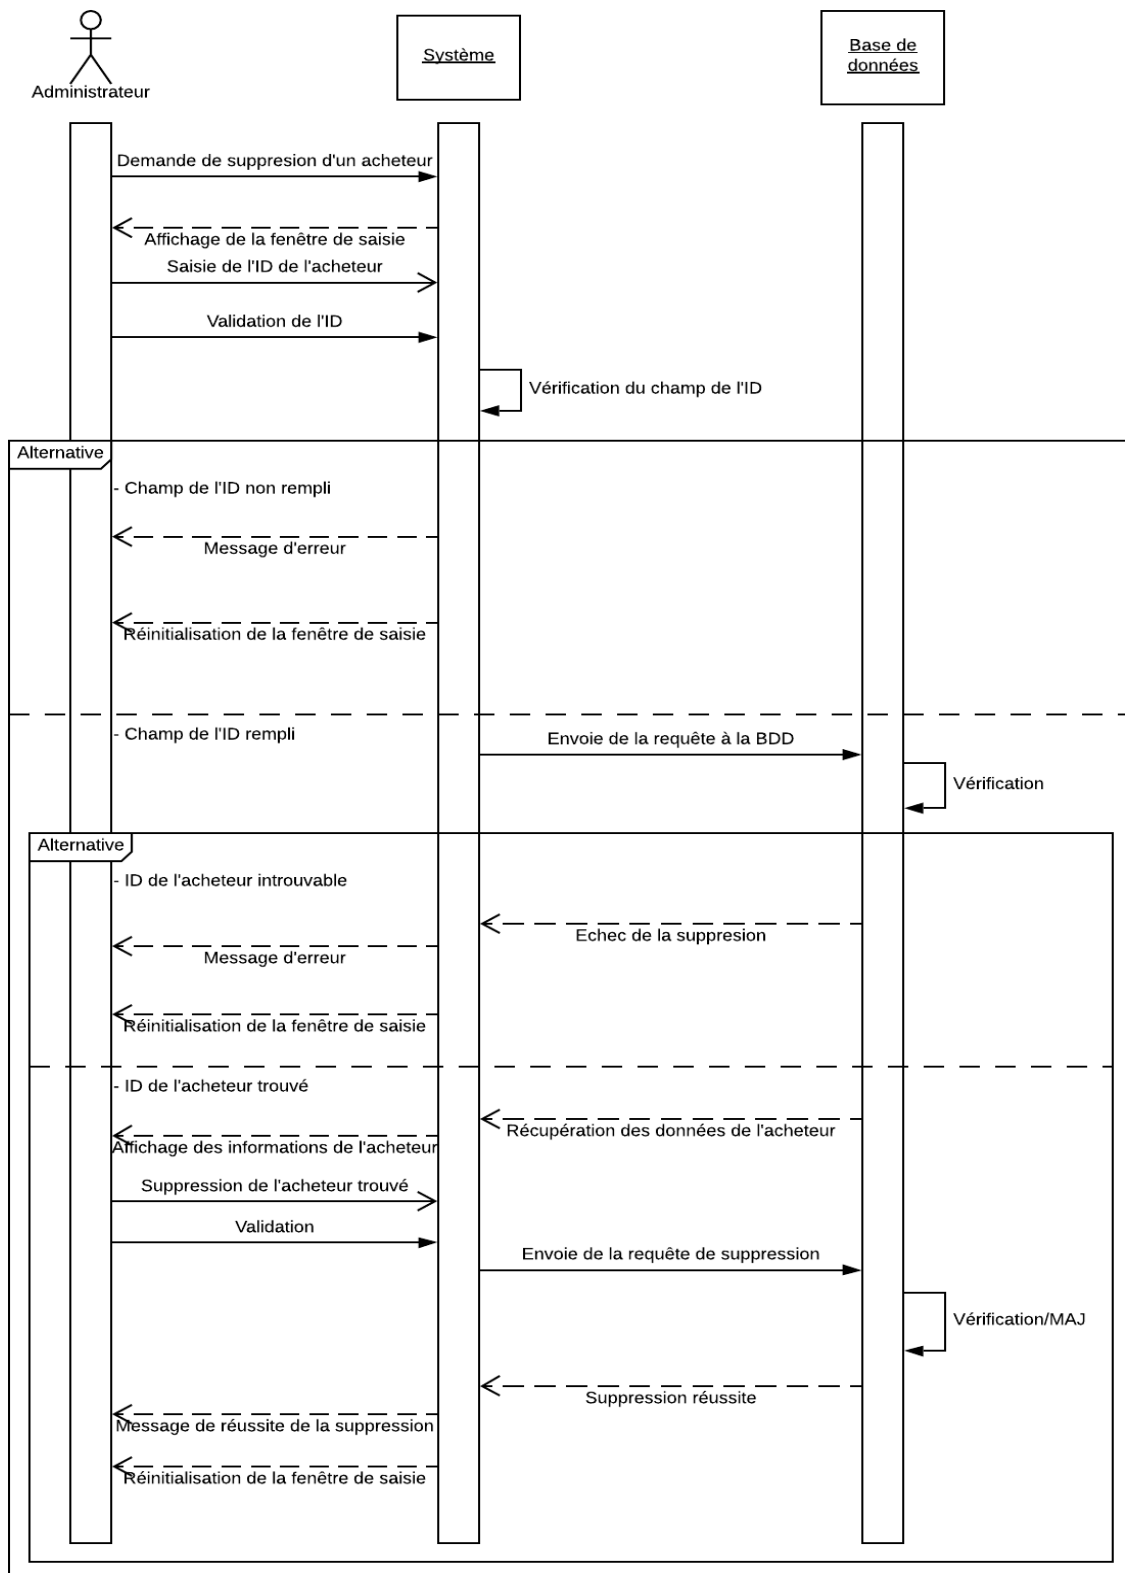 Administrateur
Système
Base de
données
Demande de suppresion d'un acheteur
Affichage de la fenêtre de saisie
Saisie de l'ID de l'acheteur
Validation de l'ID
Vérification du champ de l'ID
Alternative
- Champ de l'ID non rempli
Message d'erreur
Réinitialisation de la fenêtre de saisie
- Champ de l'ID rempli
Envoie de la requête à la BDD
Vérification
Alternative
- ID de l'acheteur introuvable
Echec de la suppresion
Message d'erreur
Réinitialisation de la fenêtre de saisie
- ID de l'acheteur trouvé
Récupération des données de l'acheteur
Affichage des informations de l'acheteur
Suppression de l'acheteur trouvé
Validation
Envoie de la requête de suppression
Vérification/MAJ
Suppression réussite
Message de réussite de la suppression
Réinitialisation de la fenêtre de saisie